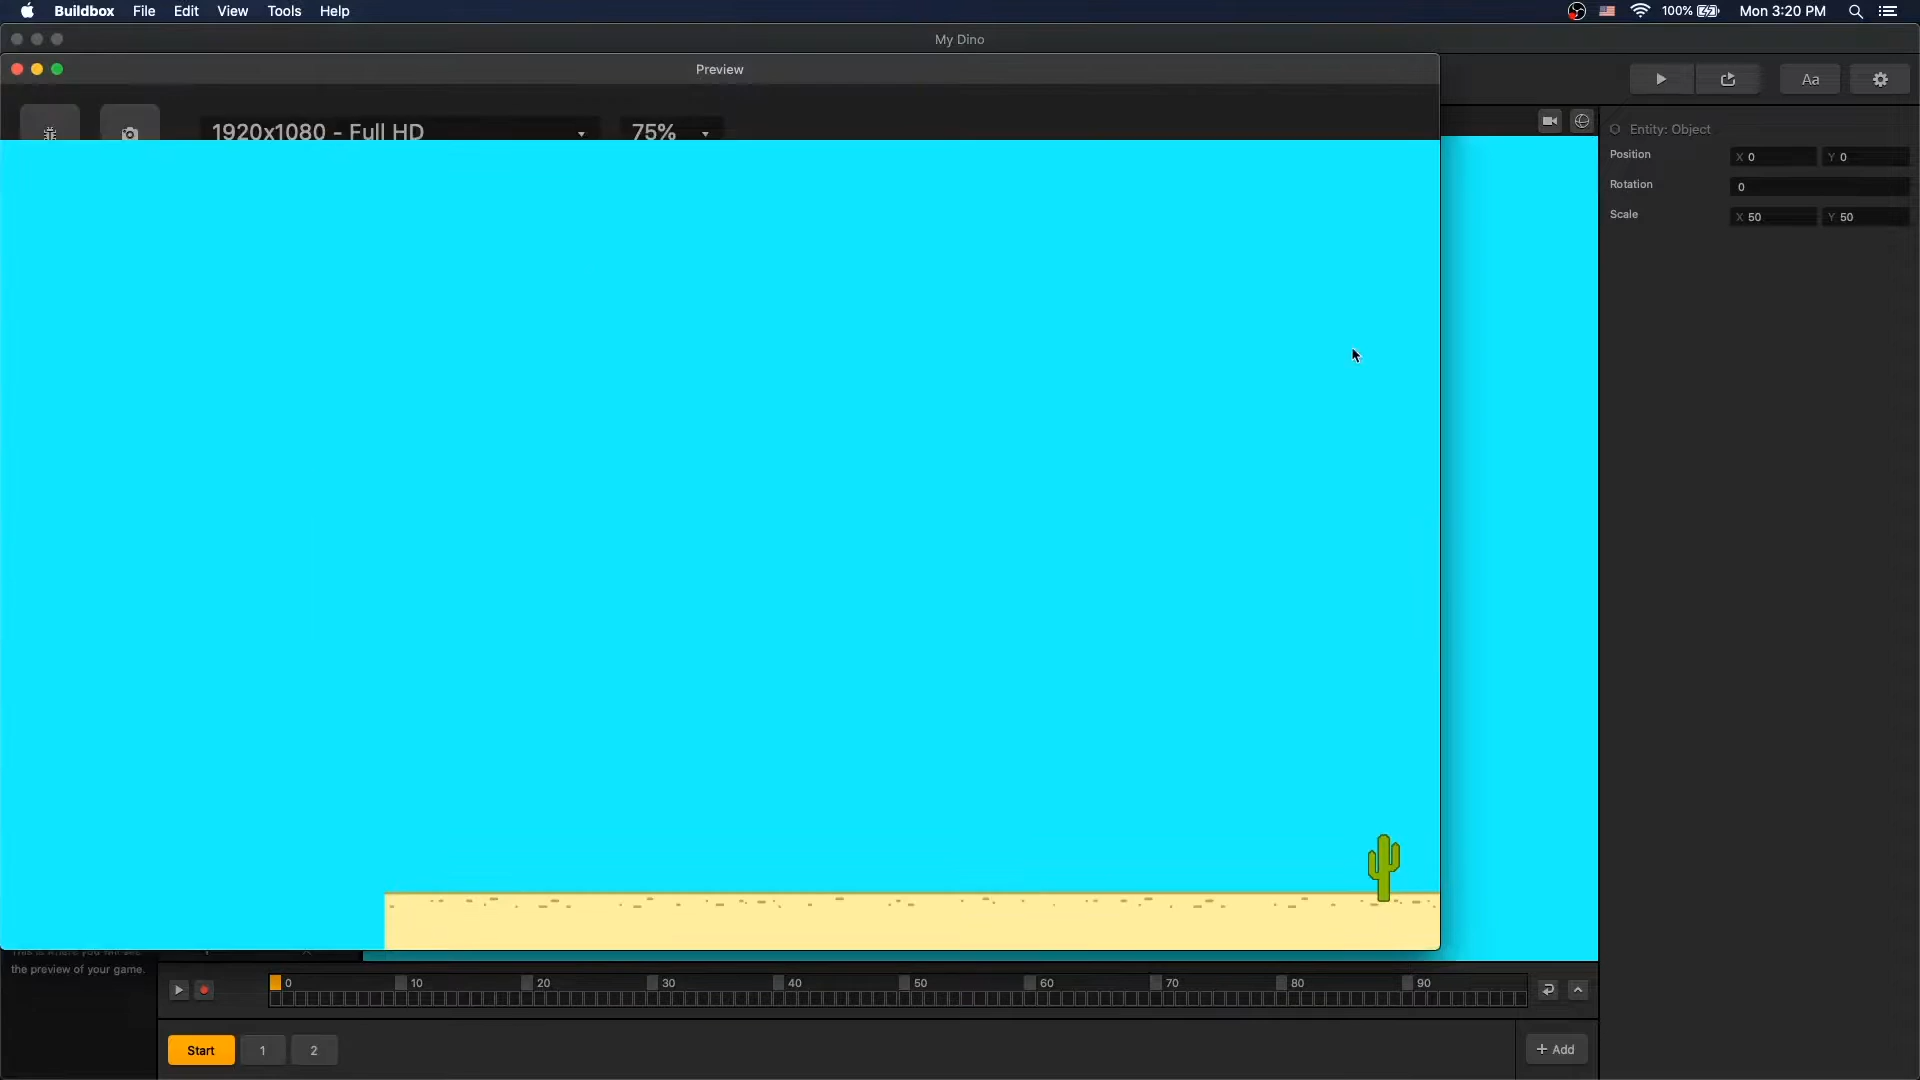 Buildbox File Edit View Tools Help
100% Mon 3:20 PM
My Dino
Preview
Aa
1920x1080 - Full HD 75%
Entity: Object
Position X 0 Y 0
Rotation 0
Scale X 50 Y 50
the preview of your game.
0 10 20 30 40 50 60 70 80 90
Start 1 2
+ Add